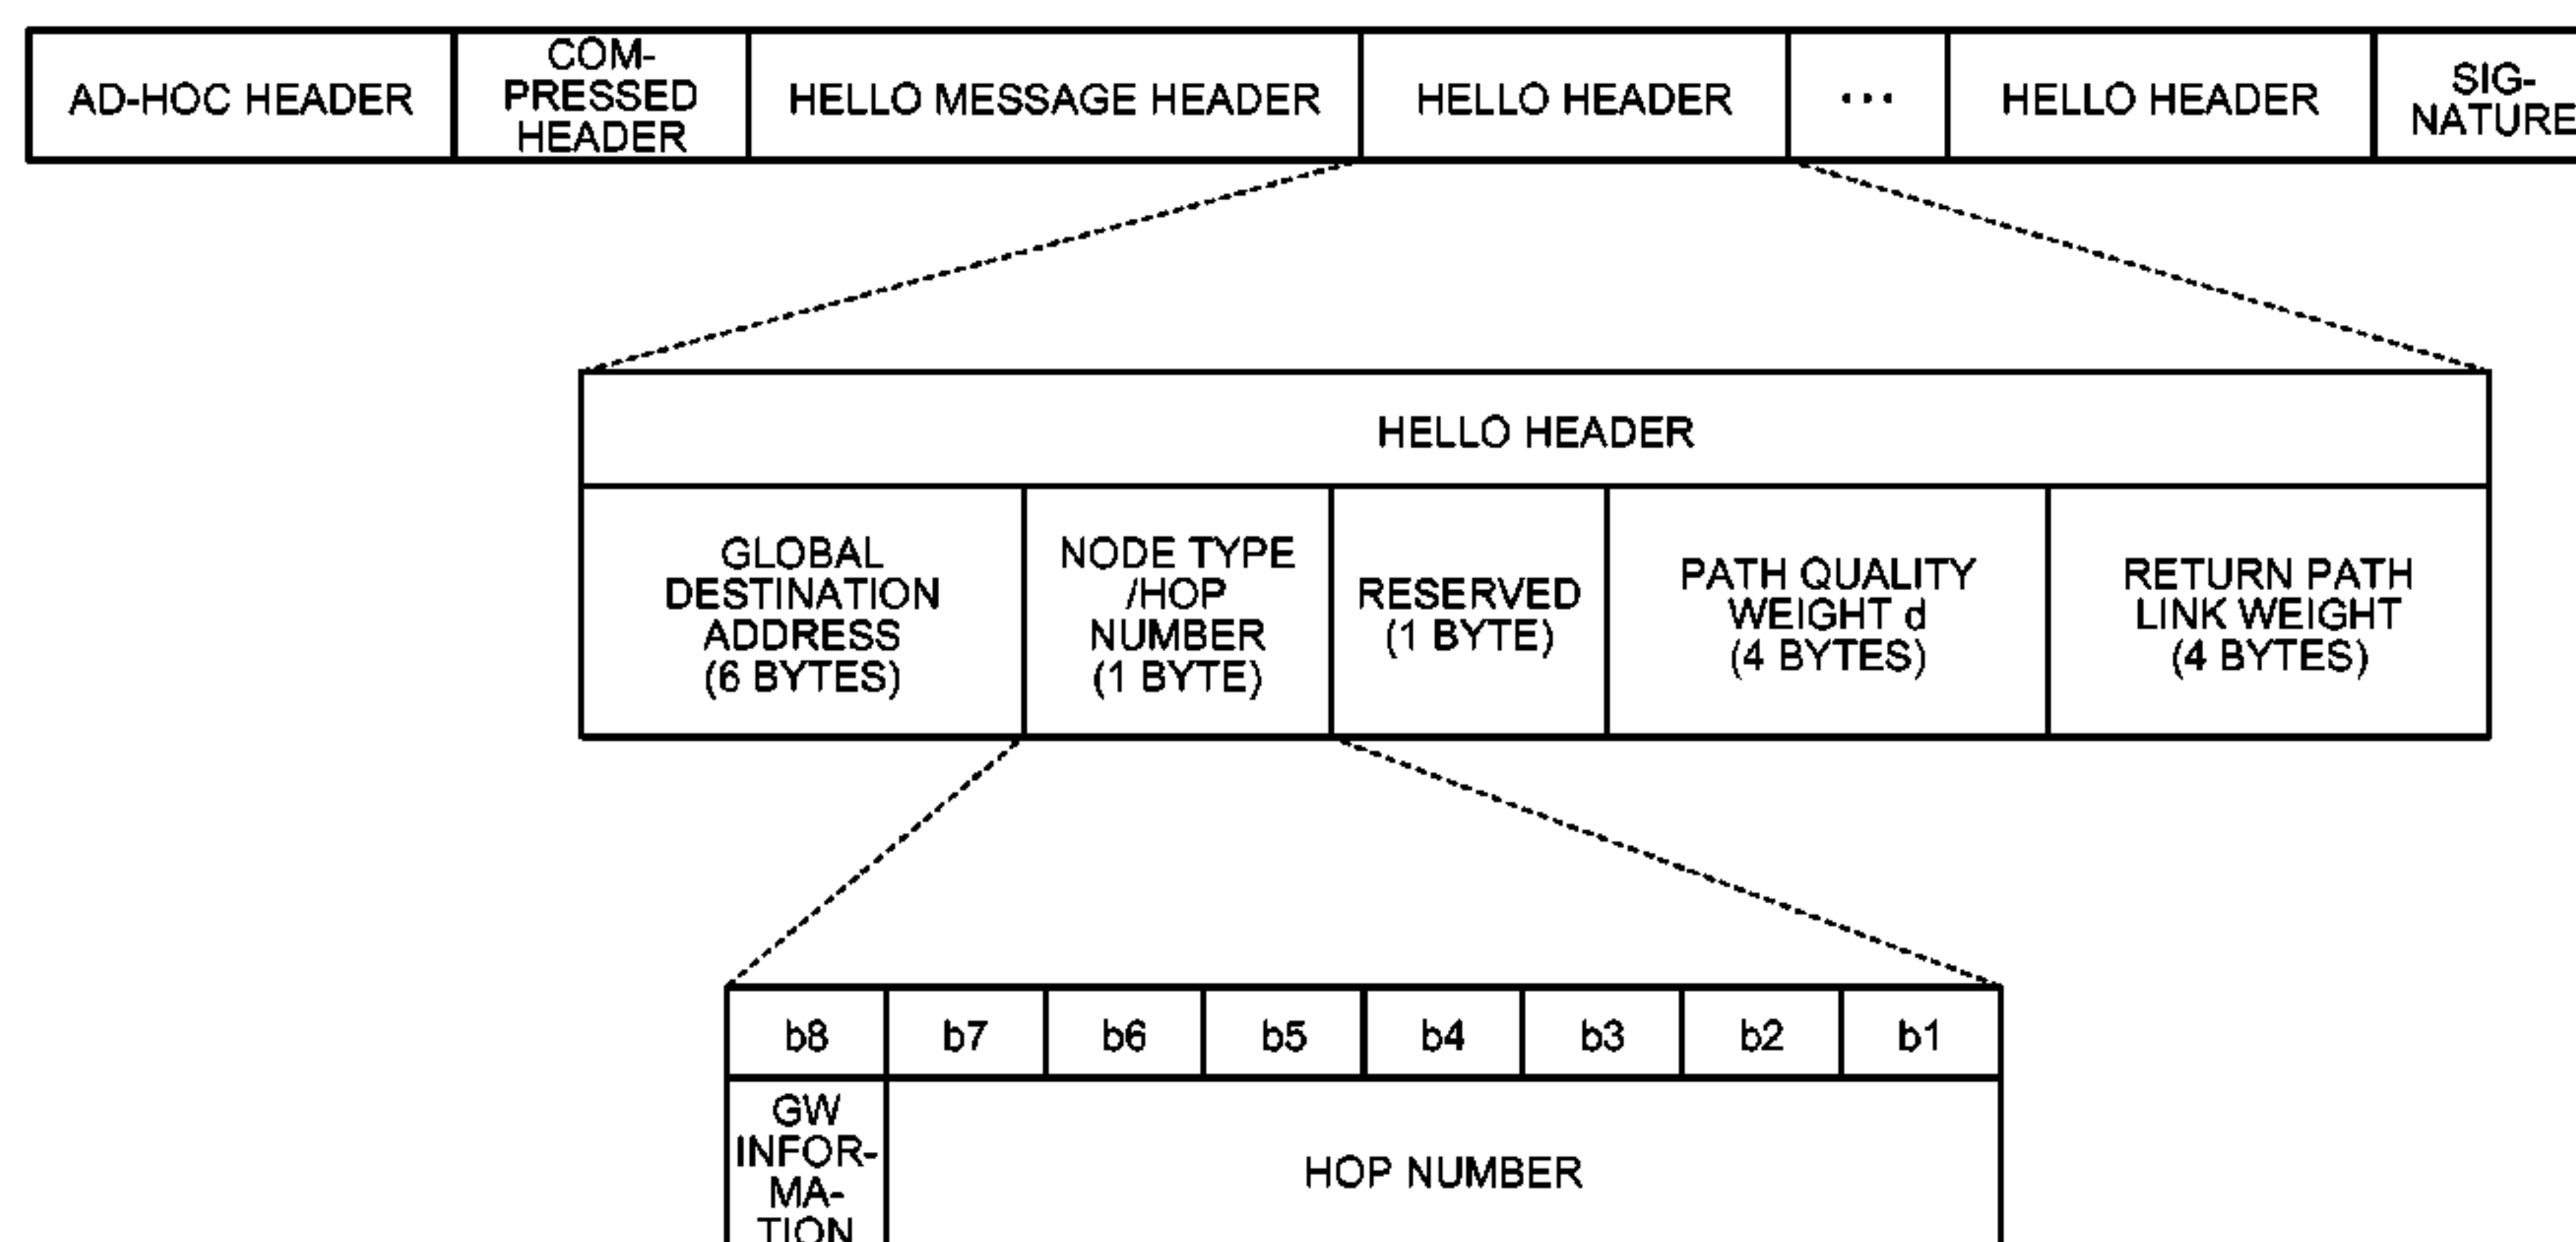 AD-HOC HEADER
COM-
PRESSED
HEADER
HELLO MESSAGE HEADER
HELLO HEADER
...
HELLO HEADER
SIG-
NATURE
HELLO HEADER
GLOBAL
DESTINATION
ADDRESS
(6 BYTES)
NODE TYPE
/HOP
NUMBER
(1 BYTE)
RESERVED
(1 BYTE)
PATH QUALITY
WEIGHT d
(4 BYTES)
RETURN PATH
LINK WEIGHT
(4 BYTES)
b8
b7
b6
b5
b4
b3
b2
b1
GW
INFOR-
MA-
TION
HOP NUMBER